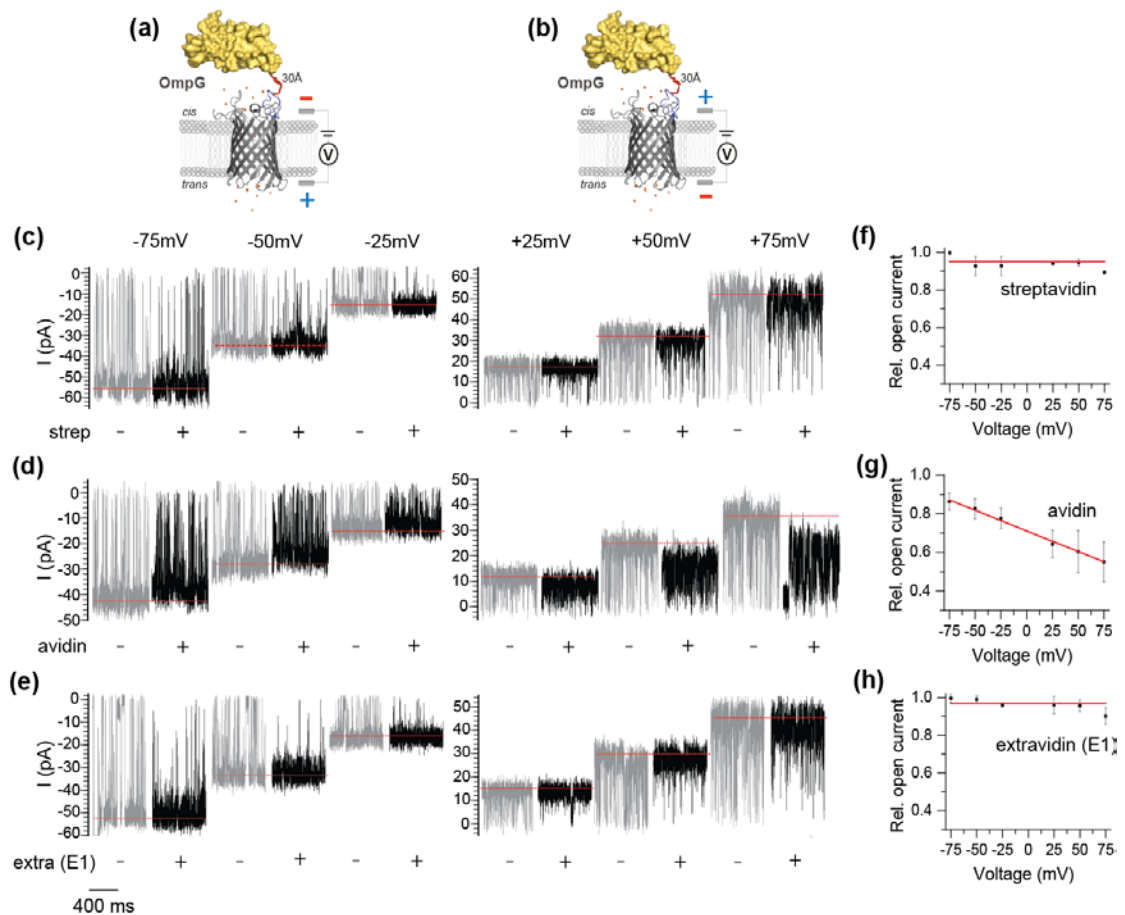 (a) (b)
OmpG 30Å OmpG 30Å
− +
cis cis
V V
trans trans
+ −
(c) -75mV -50mV -25mV +25mV +50mV +75mV (f)
I (pA)
0 -10 -20 -30 -40 -50 -60
60 50 40 30 20 10 0
strep - + - + - + - + - + - +
Rel. open current
1.0 0.8 0.6 0.4
streptavidin
-75 -50 -25 0 25 50 75
Voltage (mV)
(d) (g)
I (pA)
0 -10 -20 -30 -40 -50
50 40 30 20 10 0
avidin - + - + - + - + - + - +
Rel. open current
1.0 0.8 0.6 0.4
avidin
-75 -50 -25 0 25 50 75
Voltage (mV)
(e) (h)
I (pA)
0 -10 -20 -30 -40 -50 -60
50 40 30 20 10 0
extra (E1) - + - + - + - + - + - +
Rel. open current
1.0 0.8 0.6 0.4
extravidin (E1)
-75 -50 -25 0 25 50 75
Voltage (mV)
400 ms